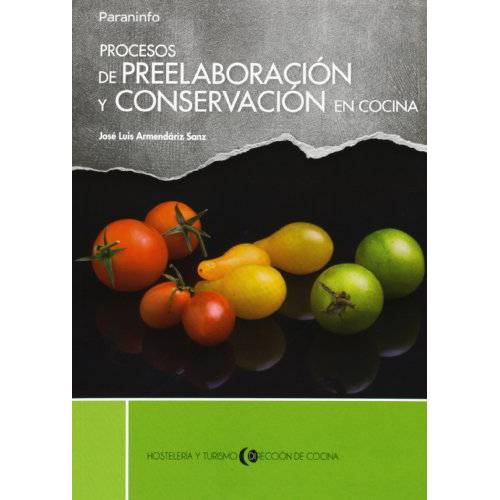 Paraninfo
PROCESOS
DE PREELABORACIÓN
Y CONSERVACIÓN EN COCINA
José Luis Armendáriz Sanz
HOSTELERÍA Y TURISMO DIRECCIÓN DE COCINA